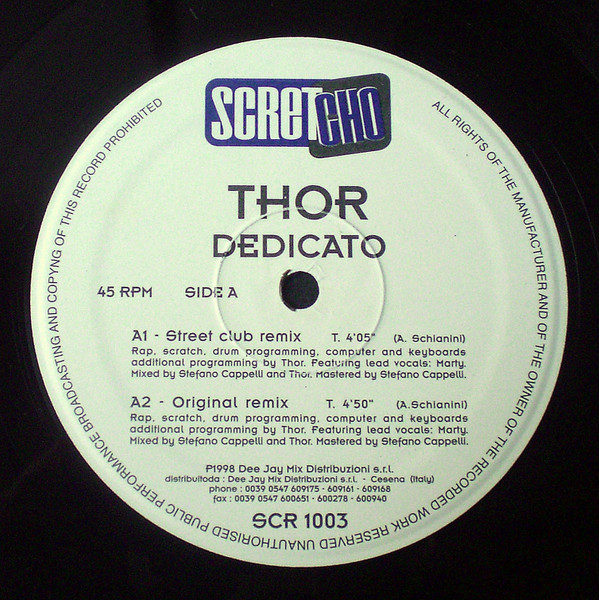 SCRETCHO
THOR
DEDICATO
45 RPM SIDE A
A1 - Street club remix T. 4'05" (A. Schianini)
Rap, scratch, drum programming, computer and keyboards
additional programming by Thor. Featuring lead vocals: Marty.
Mixed by Stefano Cappelli and Thor. Mastered by Stefano Cappelli.
A2 - Original remix T. 4'50" (A.Schianini)
Rap, scratch, drum programming, computer and keyboards
additional programming by Thor. Featuring lead vocals: Marty.
Mixed by Stefano Cappelli and Thor. Mastered by Stefano Cappelli.
P1998 Dee Jay Mix Distribuzioni s.r.l.
distribuitoda : Dee Jay Mix Distribuzioni s.r.l. - Cesena (Italy)
phone : 0039 0547 609175 - 609161 - 609168
fax : 0039 0547 600651 - 600278 - 600940
SCR 1003
ALL RIGHTS OF THE MANUFACTURER AND OF THE OWNER OF THE RECORDED WORK RESERVED UNAUTHORISED PUBLIC PERFORMANCE BROADCASTING AND COPYNG OF THIS RECORD PROHIBITED